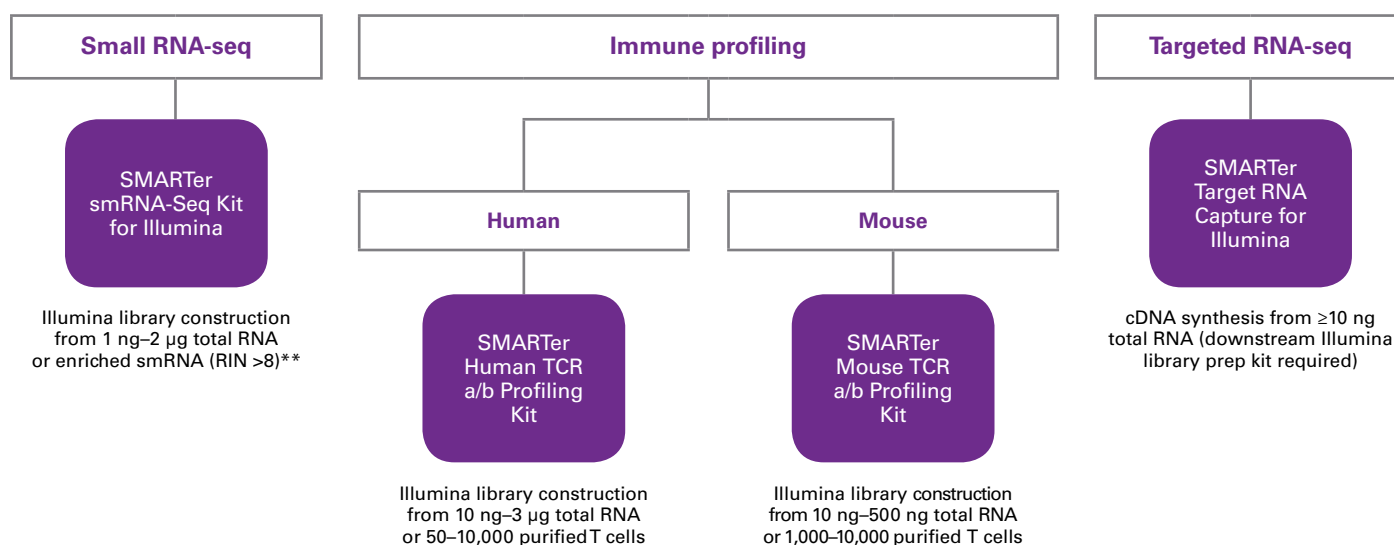 Small RNA-seq
SMARTer
smRNA-Seq Kit
for Illumina
Illumina library construction
from 1 ng–2 µg total RNA
or enriched smRNA (RIN >8)**
Immune profiling
Human
SMARTer
Human TCR
a/b Profiling
Kit
Illumina library construction
from 10 ng–3 µg total RNA
or 50–10,000 purified T cells
Mouse
SMARTer
Mouse TCR
a/b Profiling
Kit
Illumina library construction
from 10 ng–500 ng total RNA
or 1,000–10,000 purified T cells
Targeted RNA-seq
SMARTer
Target RNA
Capture for
Illumina
cDNA synthesis from ≥10 ng
total RNA (downstream Illumina
library prep kit required)